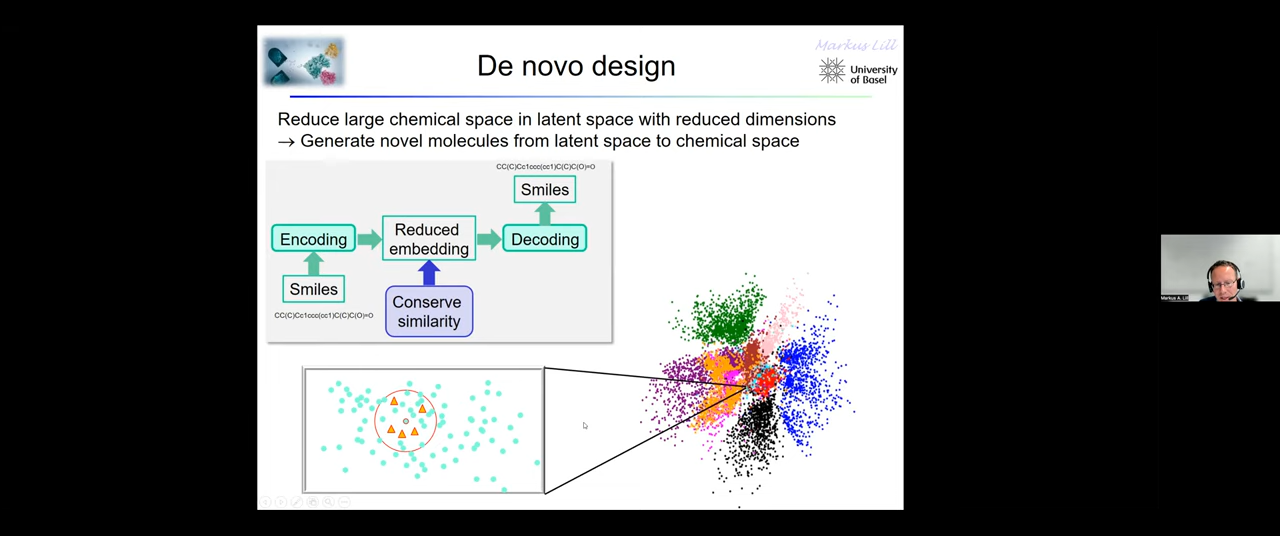 Markus Lill
De novo design
University
of Basel
Reduce large chemical space in latent space with reduced dimensions
→ Generate novel molecules from latent space to chemical space
CC(C)Cc1ccc(cc1)C(C)C(O)=O
Smiles
Encoding
Reduced
embedding
Decoding
Smiles
Conserve
similarity
CC(C)Cc1ccc(cc1)C(C)C(O)=O
Markus A. Lill